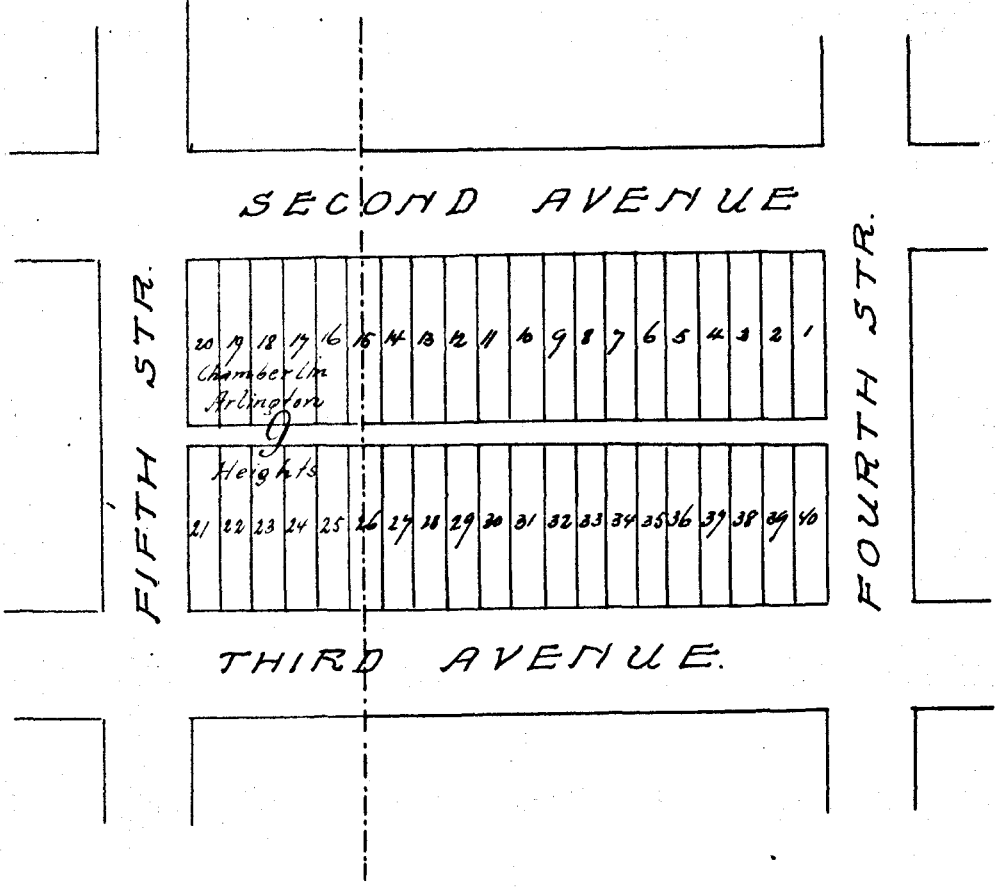 SECOND AVENUE
FIFTH STR.
FOURTH STR.
20 19 18 17 16 15 14 13 12 11 10 9 8 7 6 5 4 3 2 1
Chamberlin
Arlington
9
Heights
21 22 23 24 25 26 27 28 29 30 31 32 33 34 35 36 37 38 39 40
THIRD AVENUE.